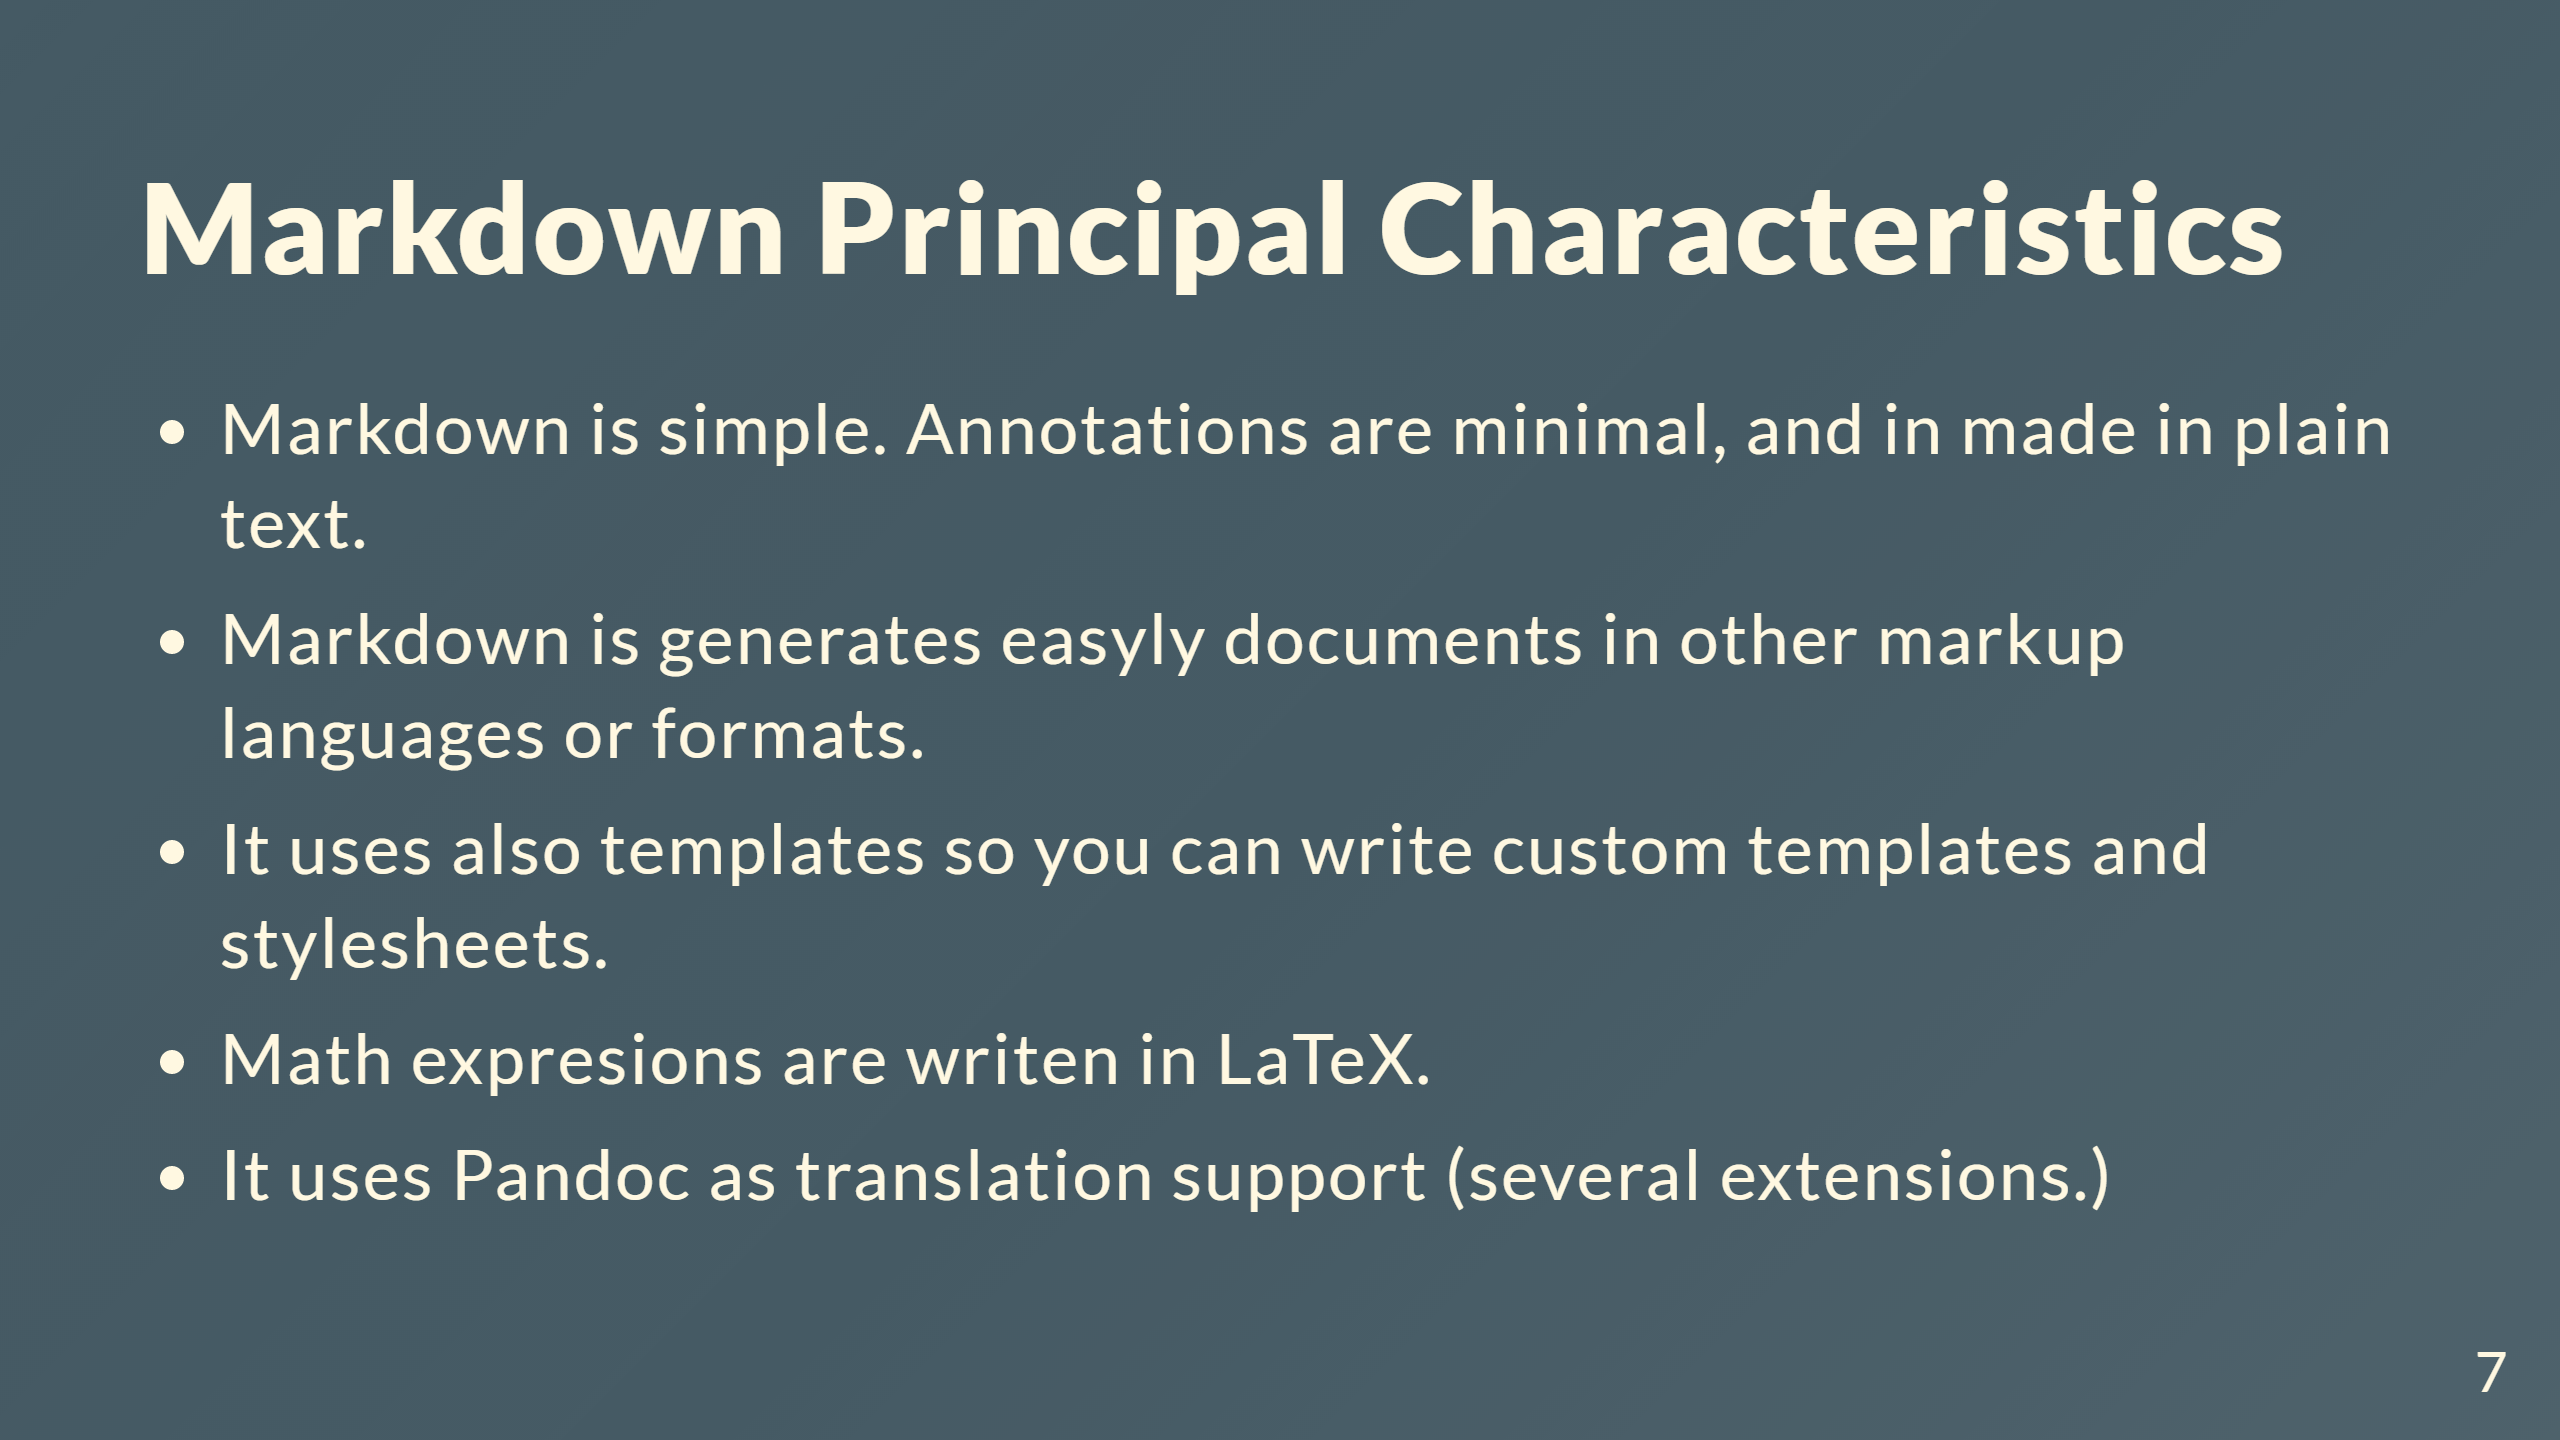 Markdown Principal Characteristics
• Markdown is simple. Annotations are minimal, and in made in plain
text.
• Markdown is generates easyly documents in other markup
languages or formats.
• It uses also templates so you can write custom templates and
stylesheets.
• Math expresions are writen in LaTeX.
• It uses Pandoc as translation support (several extensions.)
7